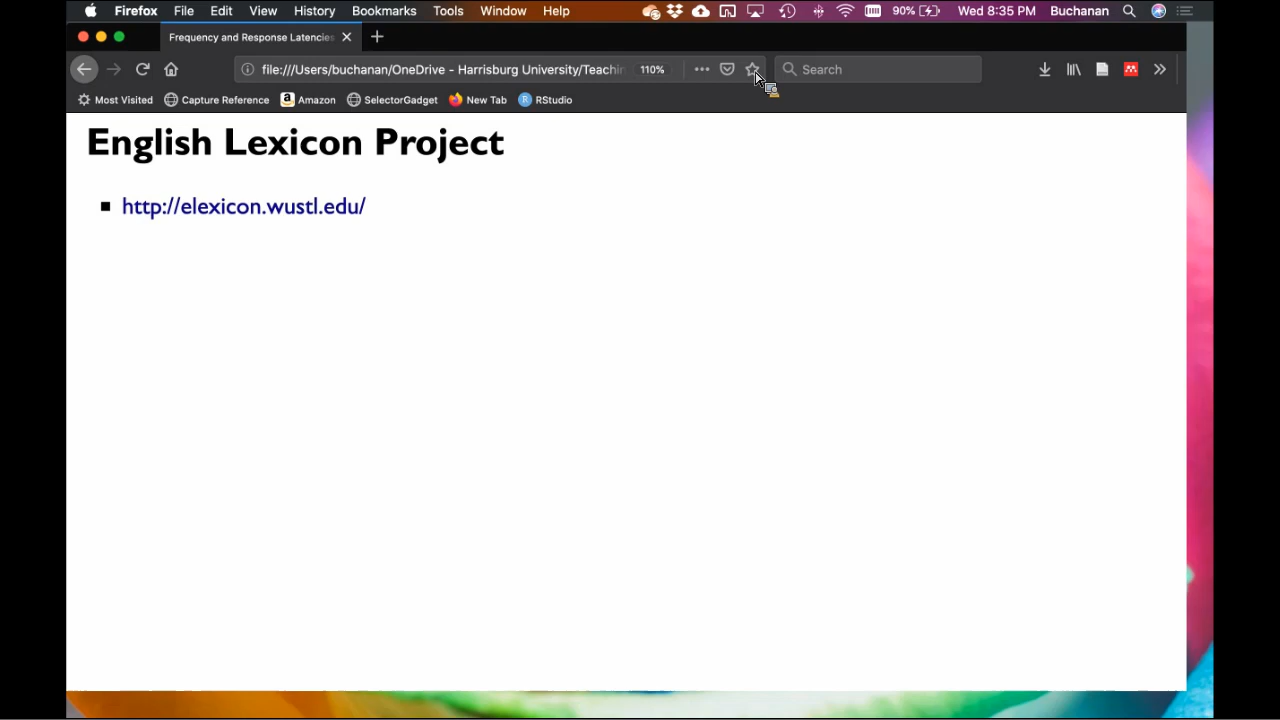 Firefox File Edit View History Bookmarks Tools Window Help 90% Wed 8:35 PM Buchanan
Frequency and Response Latencies
file:///Users/buchanan/OneDrive - Harrisburg University/Teachin 110% Search
Most Visited Capture Reference Amazon SelectorGadget New Tab RStudio
English Lexicon Project
http://elexicon.wustl.edu/